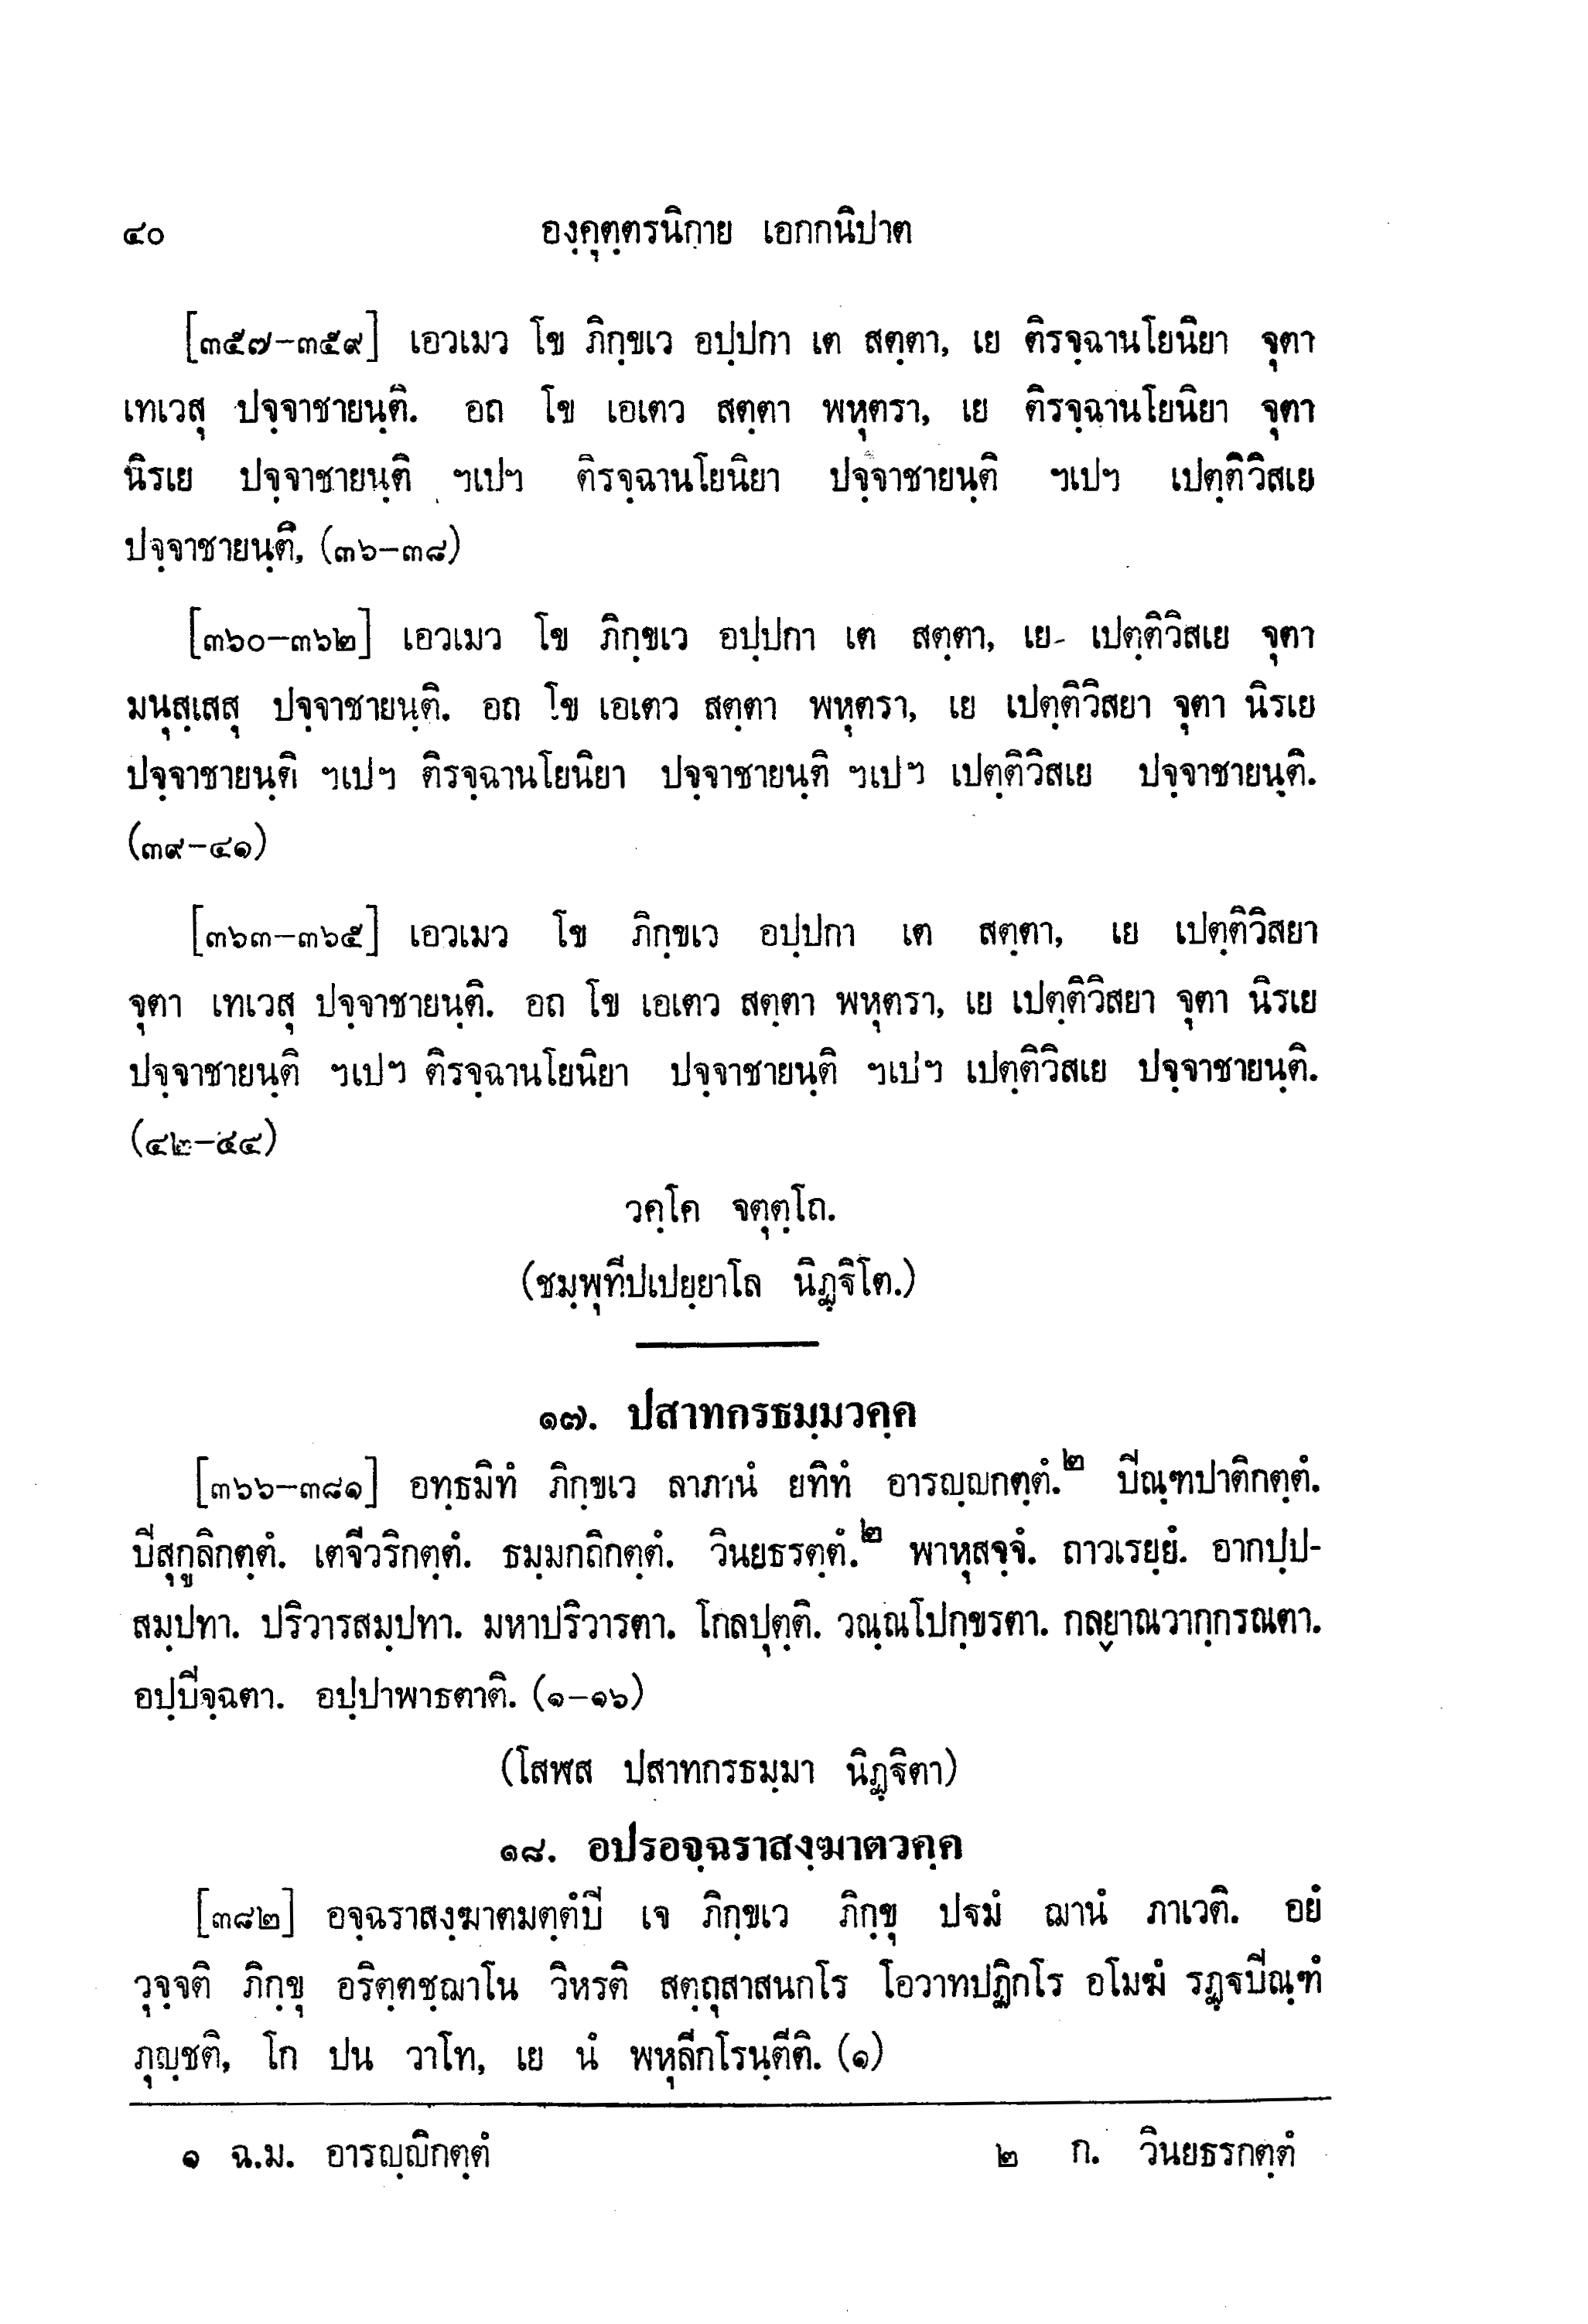 ๔๐ องฺคุตฺตรนิกาย เอกกนิปาต
[๓๕๗-๓๕๙] เอวเมว โข ภิกฺขเว อปฺปกา เต สตฺตา, เย ติรจฺฉานโยนิยา จุตา
เทเวสุ ปจฺจาชายนฺติ. อถ โข เอเตว สตฺตา พหุตรา, เย ติรจฺฉานโยนิยา จุตา
นิรเย ปจฺจาชายนฺติ ฯเปฯ ติรจฺฉานโยนิยา ปจฺจาชายนฺติ ฯเปฯ เปตฺติวิสเย
ปจฺจาชายนฺติ, (๓๖-๓๘)
[๓๖๐-๓๖๒] เอวเมว โข ภิกฺขเว อปฺปกา เต สตฺตา, เย เปตฺติวิสเย จุตา
มนุสฺเสสุ ปจฺจาชายนฺติ. อถ โข เอเตว สตฺตา พหุตรา, เย เปตฺติวิสยา จุตา นิรเย
ปจฺจาชายนฺติ ฯเปฯ ติรจฺฉานโยนิยา ปจฺจาชายนฺติ ฯเปฯ เปตฺติวิสเย ปจฺจาชายนฺติ.
(๓๙-๔๑)
[๓๖๓-๓๖๕] เอวเมว โข ภิกฺขเว อปฺปกา เต สตฺตา, เย เปตฺติวิสยา
จุตา เทเวสุ ปจฺจาชายนฺติ. อถ โข เอเตว สตฺตา พหุตรา, เย เปตฺติวิสยา จุตา นิรเย
ปจฺจาชายนฺติ ฯเปฯ ติรจฺฉานโยนิยา ปจฺจาชายนฺติ ฯเปฯ เปตฺติวิสเย ปจฺจาชายนฺติ.
(๔๒-๔๔)
วคฺโค จตุตฺโถ.
(ชมฺพุทีปเปยฺยาโล นิฏฺฐิโต.)
๑๗. ปสาทกรธมฺมวคฺค
[๓๖๖-๓๘๑] อทฺธมิทํ ภิกฺขเว ลาภานํ ยทิทํ อารญฺญกตฺตํ.๒ ปิณฺฑปาติกตฺตํ.
ปํสุกูลิกตฺตํ. เตจีวริกตฺตํ. ธมฺมกถิกตฺตํ. วินยธรตฺตํ.๒ พาหุสจฺจํ. ถาวเรยฺยํ. อากปฺป-
สมฺปทา. ปริวารสมฺปทา. มหาปริวารตา. โกลปุตฺติ. วณฺณโปกฺขรตา. กลฺยาณวากฺกรณตา.
อปฺปิจฺฉตา. อปฺปาพาธตาติ. (๑-๑๖)
(โสฬส ปสาทกรธมฺมา นิฏฺฐิตา)
๑๘. อปรอจฺฉราสงฺฆาตวคฺค
[๓๘๒] อจฺฉราสงฺฆาตมตฺตํปิ เจ ภิกฺขเว ภิกฺขุ ปฐมํ ฌานํ ภาเวติ. อยํ
วุจฺจติ ภิกฺขุ อริตฺตชฺฌาโน วิหรติ สตฺถุสาสนกโร โอวาทปฏิกโร อโมฆํ รฏฺฐปิณฺฑํ
ภุญฺชติ, โก ปน วาโท, เย นํ พหุลีกโรนฺตีติ. (๑)
๑ ฉ.ม. อารญฺญิกตฺตํ ๒ ก. วินยธรกตฺตํ